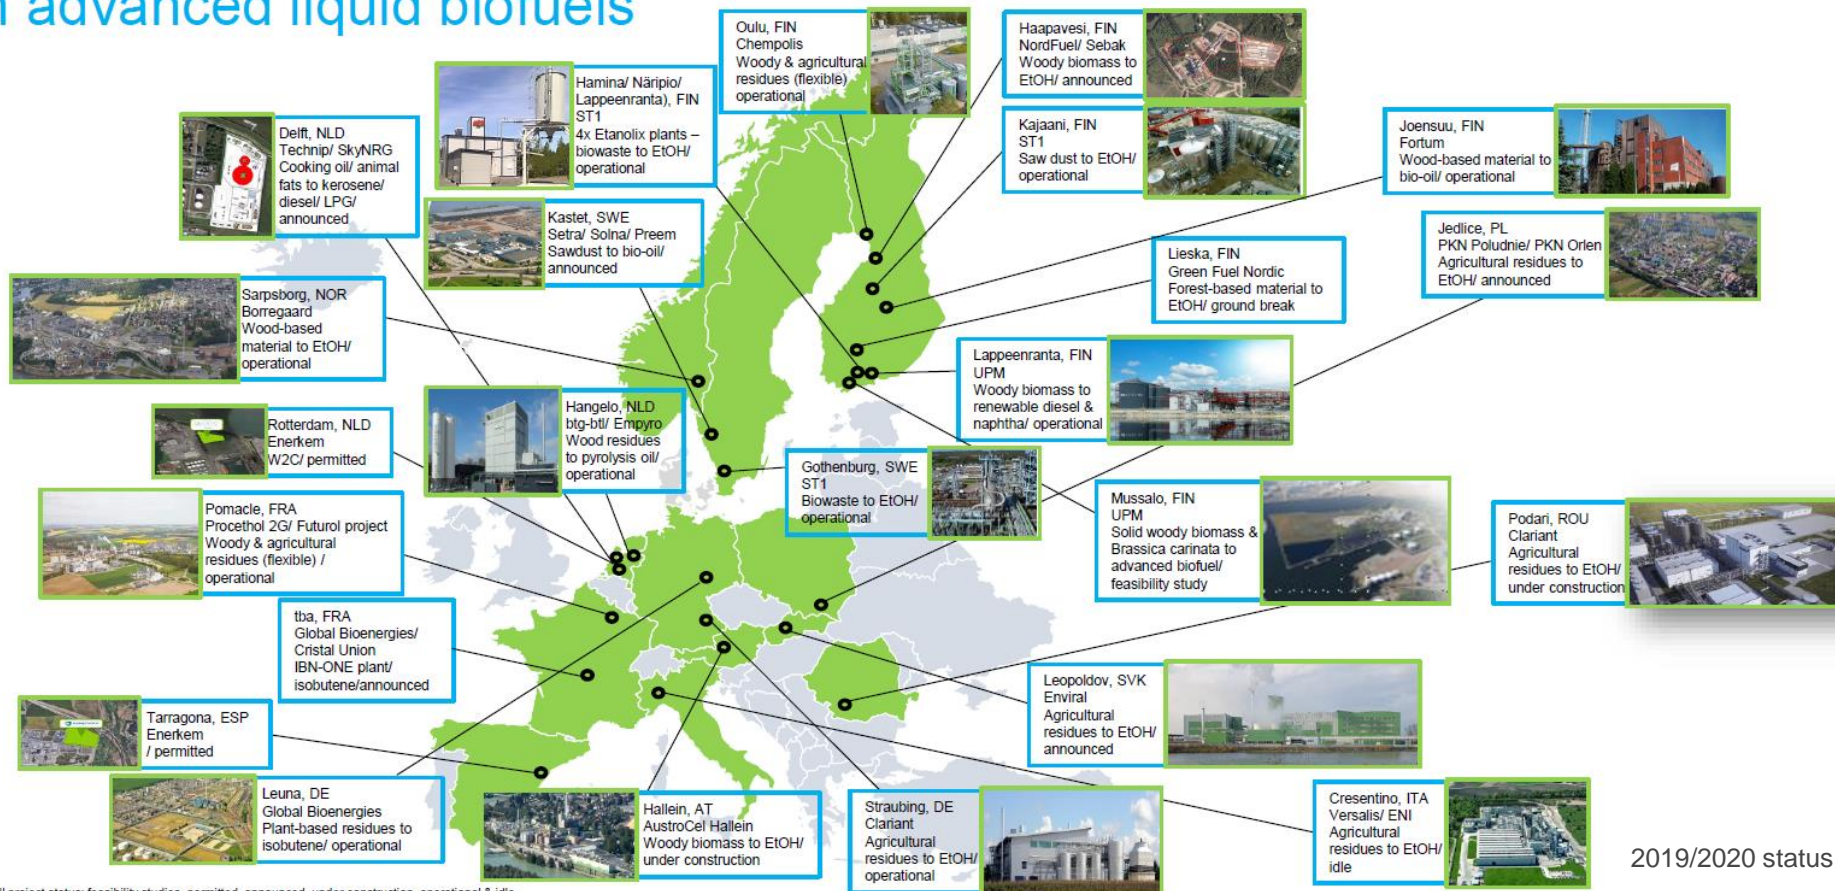 advanced liquid biofuels
Oulu, FIN
Chempolis
Woody & agricultural
residues (flexible)
operational
Haapavesi, FIN
NordFuel/ Sebak
Woody biomass to
EtOH/ announced
Hamina/ Näripio/
Lappeenranta), FIN
ST1
4x Etanolix plants –
biowaste to EtOH/
operational
Kajaani, FIN
ST1
Saw dust to EtOH/
operational
Joensuu, FIN
Fortum
Wood-based material to
bio-oil/ operational
Delft, NLD
Technip/ SkyNRG
Cooking oil/ animal
fats to kerosene/
diesel/ LPG/
announced
Kastet, SWE
Setra/ Solna/ Preem
Sawdust to bio-oil/
announced
Lieska, FIN
Green Fuel Nordic
Forest-based material to
EtOH/ ground break
Jedlice, PL
PKN Poludnie/ PKN Orlen
Agricultural residues to
EtOH/ announced
Sarpsborg, NOR
Borregaard
Wood-based
material to EtOH/
operational
Lappeenranta, FIN
UPM
Woody biomass to
renewable diesel &
naphtha/ operational
Rotterdam, NLD
Enerkem
W2C/ permitted
Hangelo, NLD
btg-btl/ Empyro
Wood residues
to pyrolysis oil/
operational
Gothenburg, SWE
ST1
Biowaste to EtOH/
operational
Mussalo, FIN
UPM
Solid woody biomass &
Brassica carinata to
advanced biofuel/
feasibility study
Podari, ROU
Clariant
Agricultural
residues to EtOH/
under construction
Pomacle, FRA
Procethol 2G/ Futurol project
Woody & agricultural
residues (flexible) /
operational
tba, FRA
Global Bioenergies/
Cristal Union
IBN-ONE plant/
isobutene/announced
Leopoldov, SVK
Enviral
Agricultural
residues to EtOH/
announced
Tarragona, ESP
Enerkem
/ permitted
Leuna, DE
Global Bioenergies
Plant-based residues to
isobutene/ operational
Hallein, AT
AustroCel Hallein
Woody biomass to EtOH/
under construction
Straubing, DE
Clariant
Agricultural
residues to EtOH/
operational
Cresentino, ITA
Versalis/ ENI
Agricultural
residues to EtOH/
idle
2019/2020 status
project status: feasibility studies, permitted, announced, under construction, operational & idle